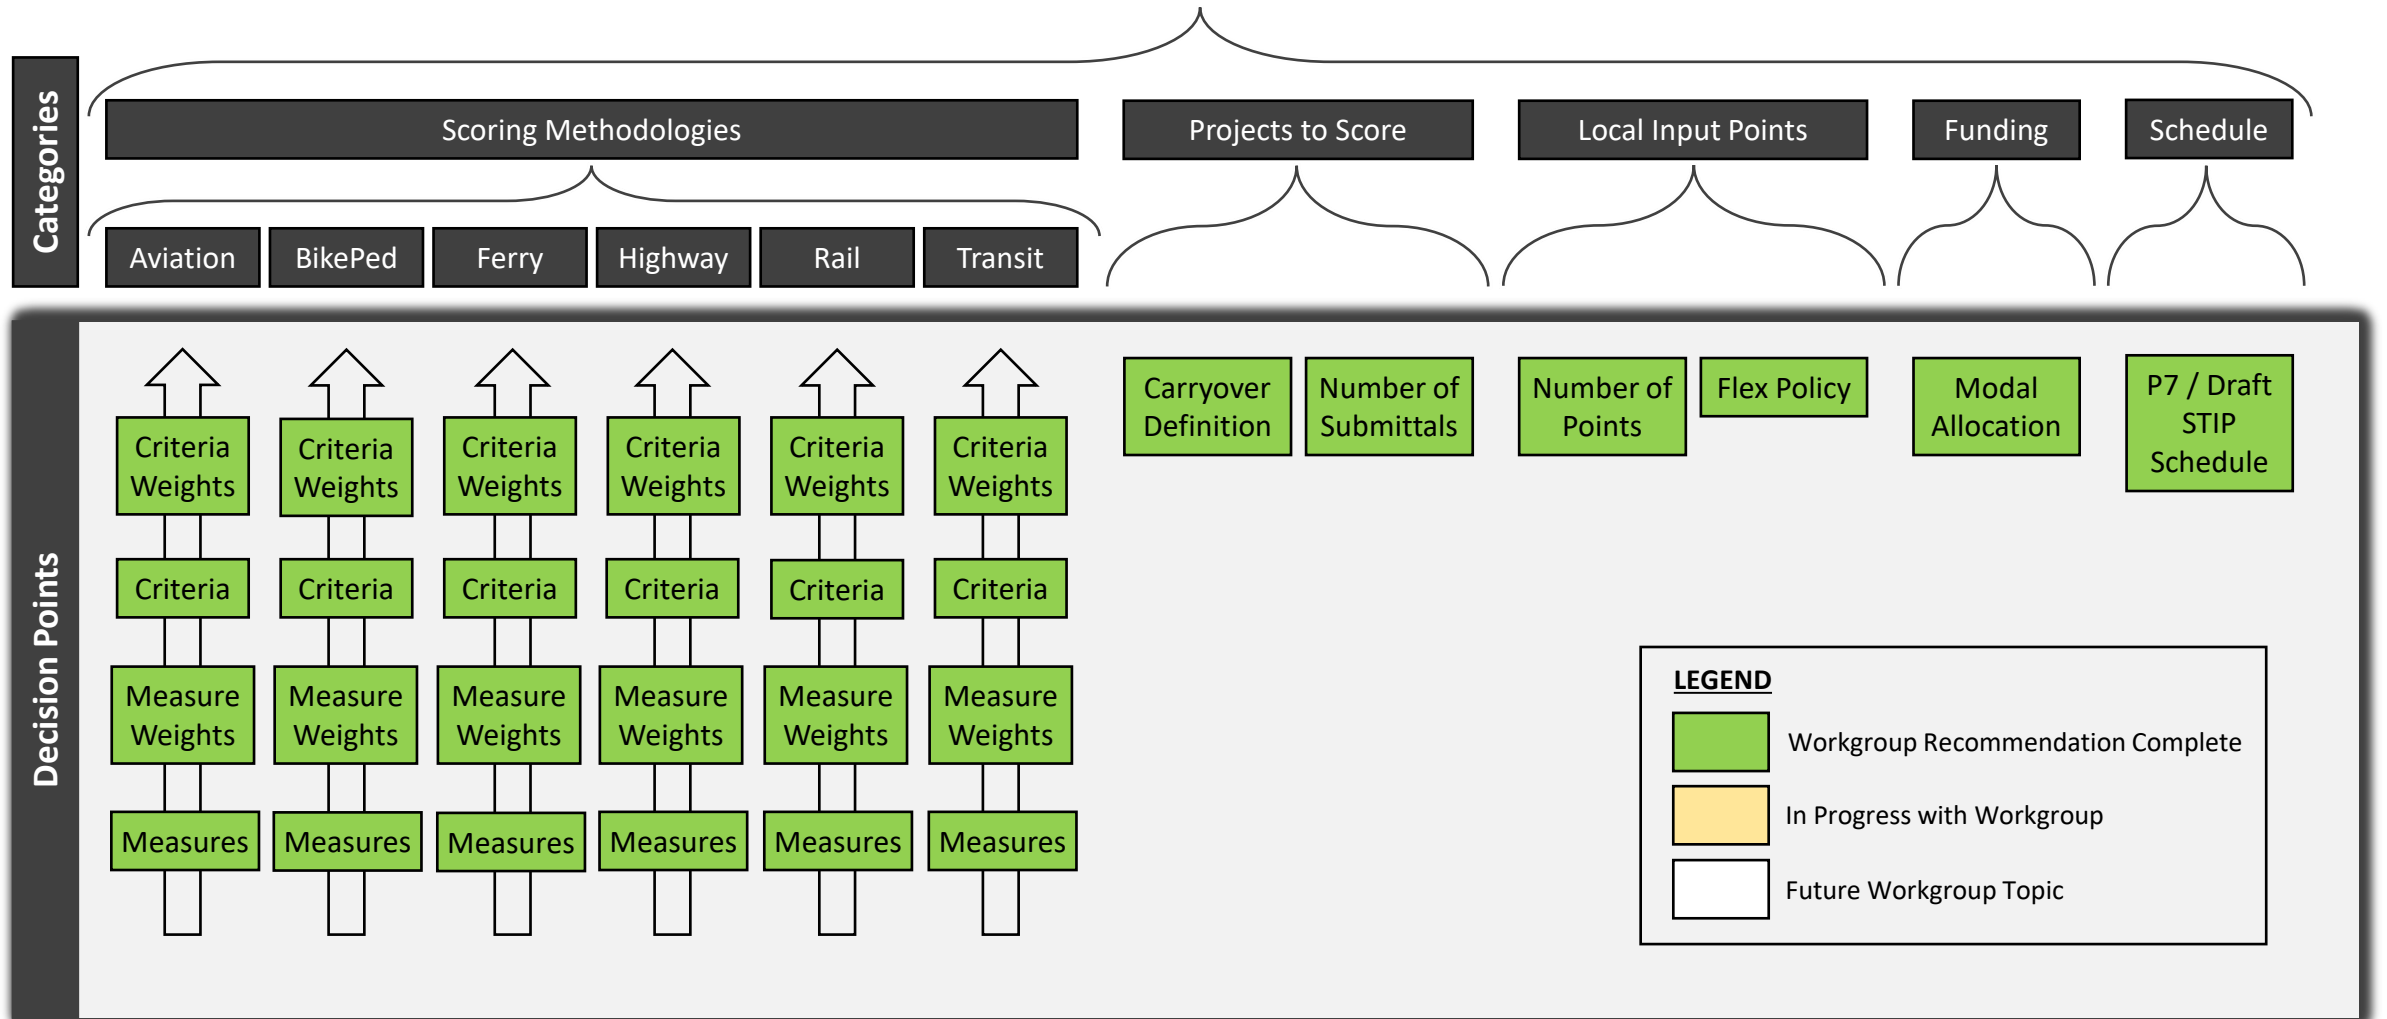 Categories
Scoring Methodologies
Projects to Score
Local Input Points
Funding
Schedule
Aviation
BikePed
Ferry
Highway
Rail
Transit
Decision Points
Criteria
Weights
Criteria
Weights
Criteria
Weights
Criteria
Weights
Criteria
Weights
Criteria
Weights
Carryover
Definition
Number of
Submittals
Number of
Points
Flex Policy
Modal
Allocation
P7 / Draft
STIP
Schedule
Criteria
Criteria
Criteria
Criteria
Criteria
Criteria
Measure
Weights
Measure
Weights
Measure
Weights
Measure
Weights
Measure
Weights
Measure
Weights
Measures
Measures
Measures
Measures
Measures
Measures
LEGEND
Workgroup Recommendation Complete
In Progress with Workgroup
Future Workgroup Topic